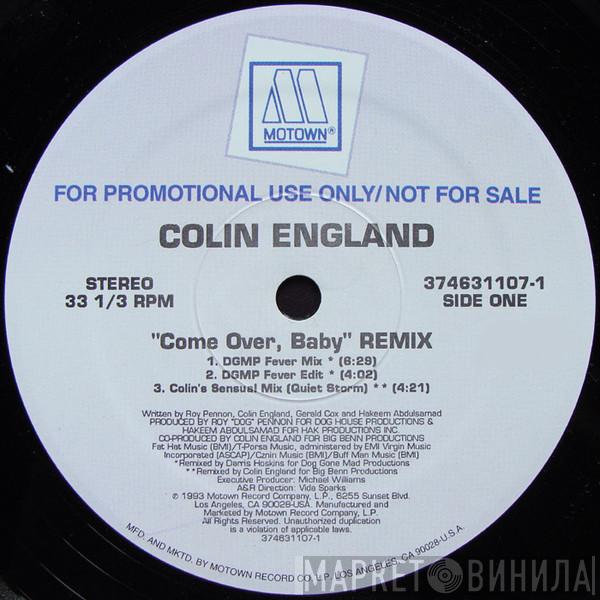 MOTOWN®
FOR PROMOTIONAL USE ONLY/NOT FOR SALE
COLIN ENGLAND
STEREO
33 1/3 RPM
374631107-1
SIDE ONE
"Come Over, Baby" REMIX
1. DGMP Fever Mix * (6:29)
2. DGMP Fever Edit * (4:02)
3. Colin's Sensual Mix (Quiet Storm) ** (4:21)
Written by Roy Pennon, Colin England, Gerald Cox and Hakeem Abdulsamad
PRODUCED BY ROY "DOG" PENNON FOR DOG HOUSE PRODUCTIONS &
HAKEEM ABDULSAMAD FOR HAK PRODUCTIONS INC.
CO-PRODUCED BY COLIN ENGLAND FOR BIG BENN PRODUCTIONS
Fat Hat Music (BMI)/T-Porsa Music, administered by EMI Virgin Music
Incorporated (ASCAP)/Cznin Music (BMI)/Buff Man Music (BMI)
*Remixed by Derris Hoskins for Dog Gone Mad Productions
**Remixed by Colin England for Big Benn Productions
Executive Producer: Michael Williams
A&R Direction: Vida Sparks
℗ 1993 Motown Record Company, L.P., 6255 Sunset Blvd.
Los Angeles, CA 90028-USA. Manufactured and
Marketed by Motown Record Company, L.P.
All Rights Reserved. Unauthorized duplication
is a violation of applicable laws.
374631107-1
MFD. AND MKTD. BY MOTOWN RECORD CO. L.P. LOS ANGELES, CA 90028-U.S.A.
МАРКЕТ ВИНИЛА